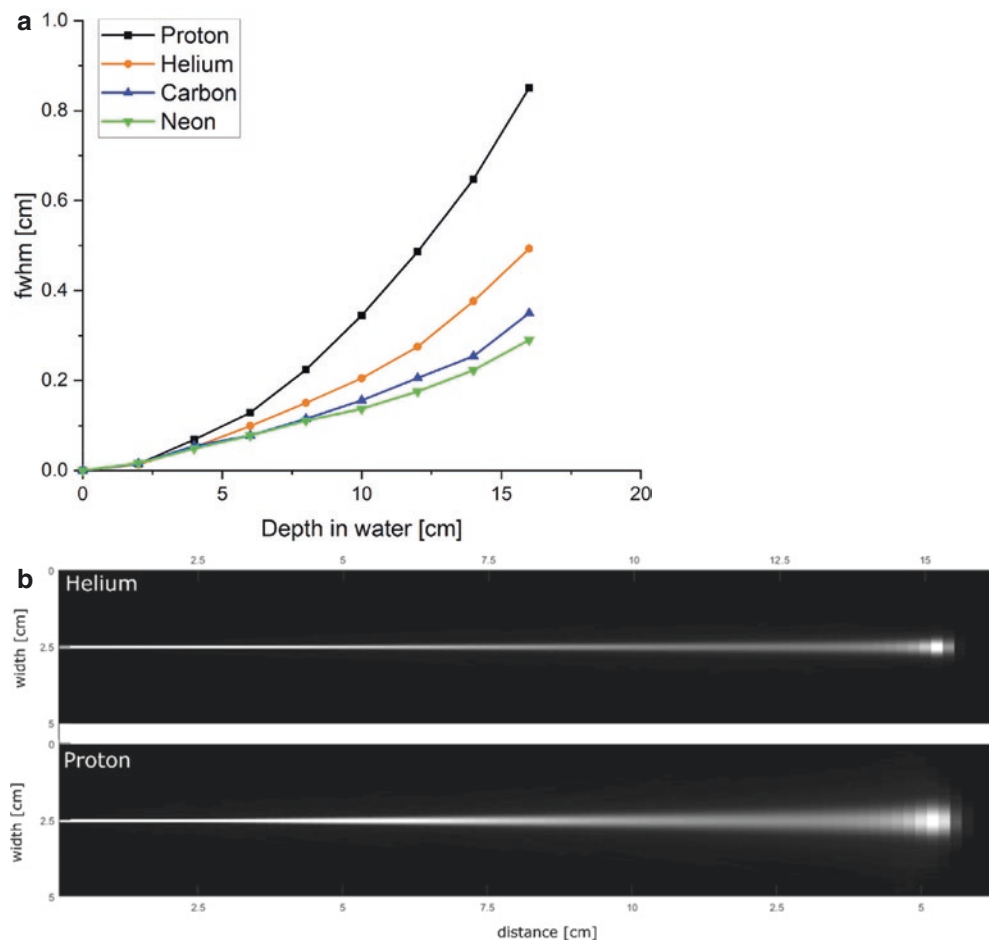 a
1.0
0.8
0.6
0.4
0.2
0.0
fwhm [cm]
Proton
Helium
Carbon
Neon
0 5 10 15 20
Depth in water [cm]
b
2.5 5 7.5 10 12.5 15
Helium
0
2.5
5
width [cm]
Proton
0
2.5
5
width [cm]
2.5 5 7.5 10 12.5 5
distance [cm]